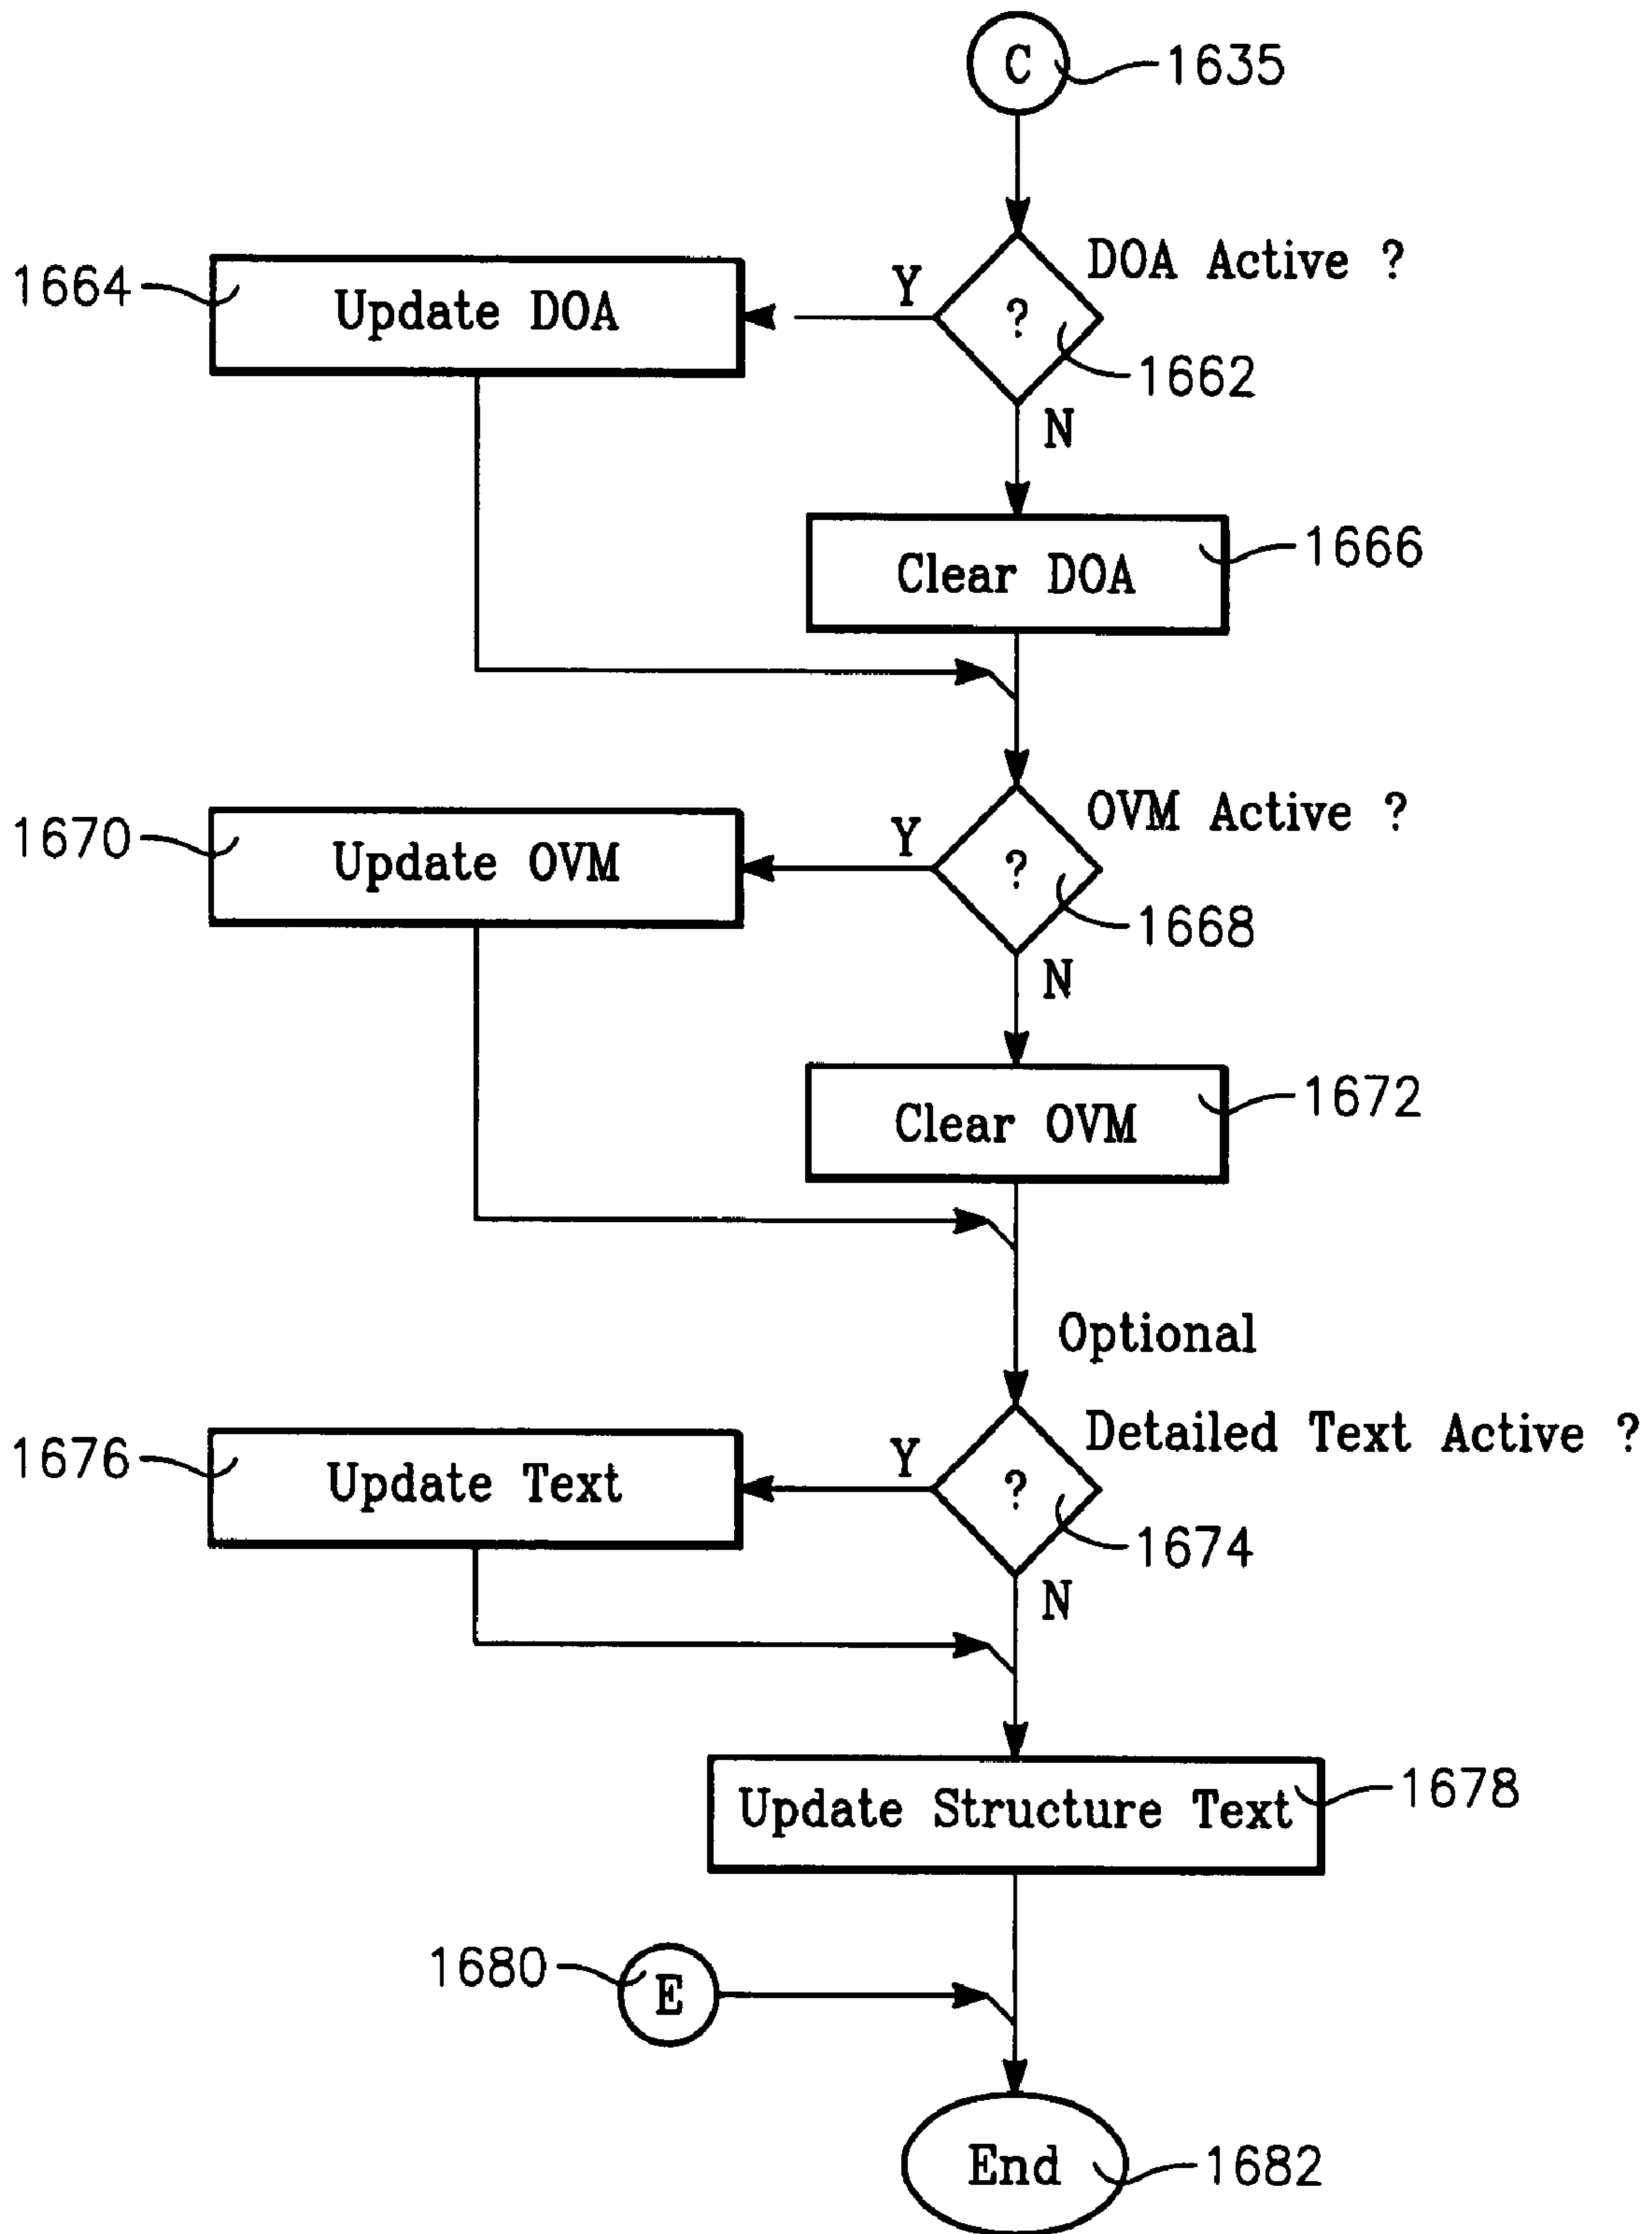 C
1635
DOA Active ?
1664
Update DOA
Y
?
1662
N
Clear DOA
1666
OVM Active ?
1670
Update OVM
Y
?
1668
N
Clear OVM
1672
Optional
Detailed Text Active ?
1676
Update Text
Y
?
1674
N
Update Structure Text
1678
1680
E
End
1682